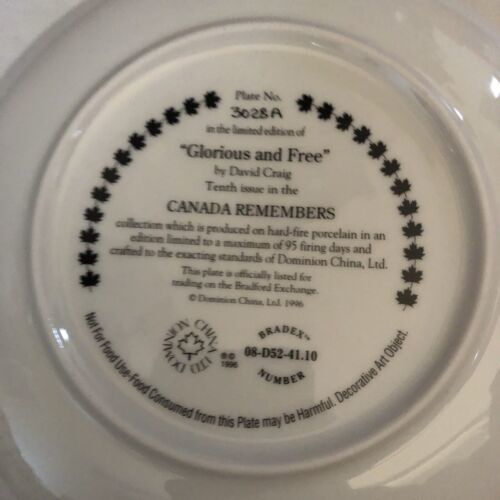 Plate No.
3028A
in the limited edition of
"Glorious and Free"
by David Craig
Tenth issue in the
CANADA REMEMBERS
collection which is produced on hard-fire porcelain in an
edition limited to a maximum of 95 firing days and
crafted to the exacting standards of Dominion China, Ltd.
This plate is officially listed for
trading on the Bradford Exchange.
© Dominion China, Ltd. 1996
DOMINION CHINA LTD
®©
1996
BRADEX™
08-D52-41.10
NUMBER
Not For Food Use-Food Consumed from this Plate may be Harmful. Decorative Art Object.